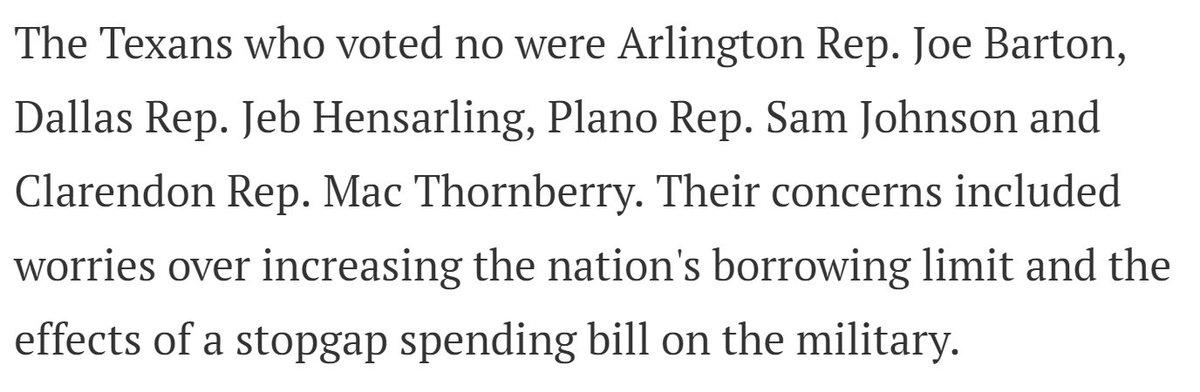 The Texans who voted no were Arlington Rep. Joe Barton,
Dallas Rep. Jeb Hensarling, Plano Rep. Sam Johnson and
Clarendon Rep. Mac Thornberry. Their concerns included
worries over increasing the nation's borrowing limit and the
effects of a stopgap spending bill on the military.